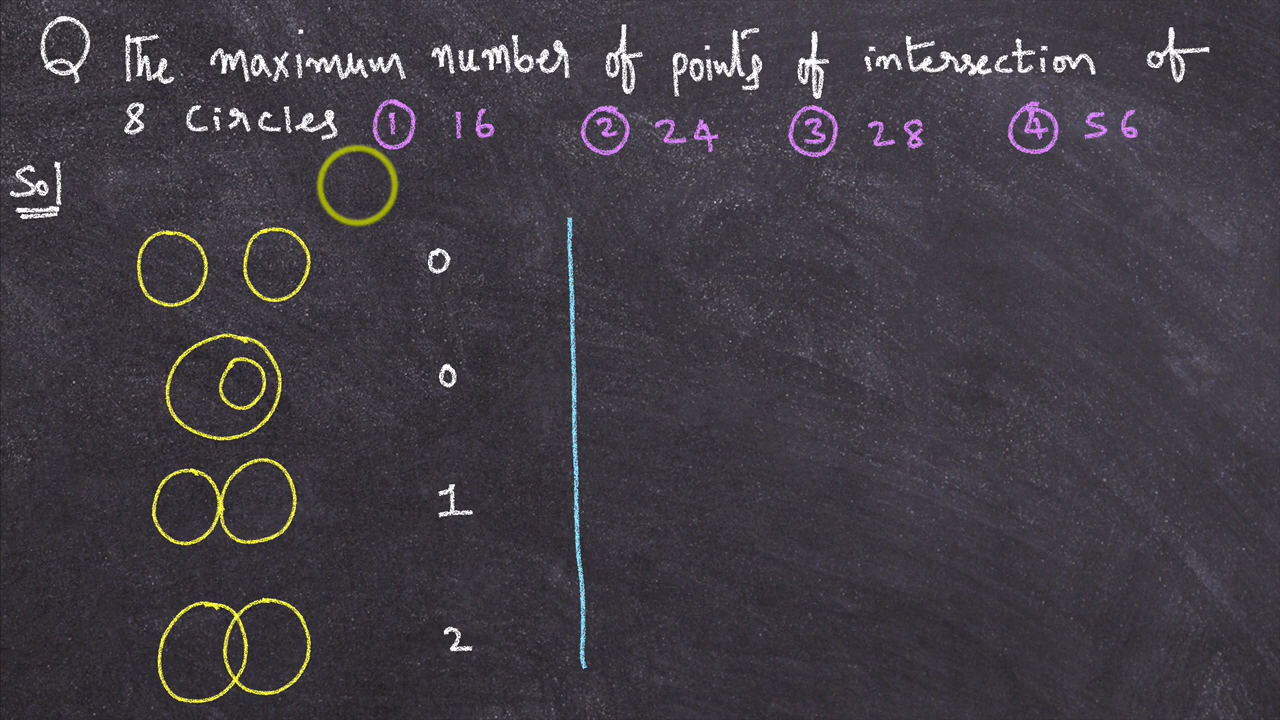 Q The maximum number of points of intersection of
8 circles ① 16 ② 24 ③ 28 ④ 56
Sol
0
0
1
2